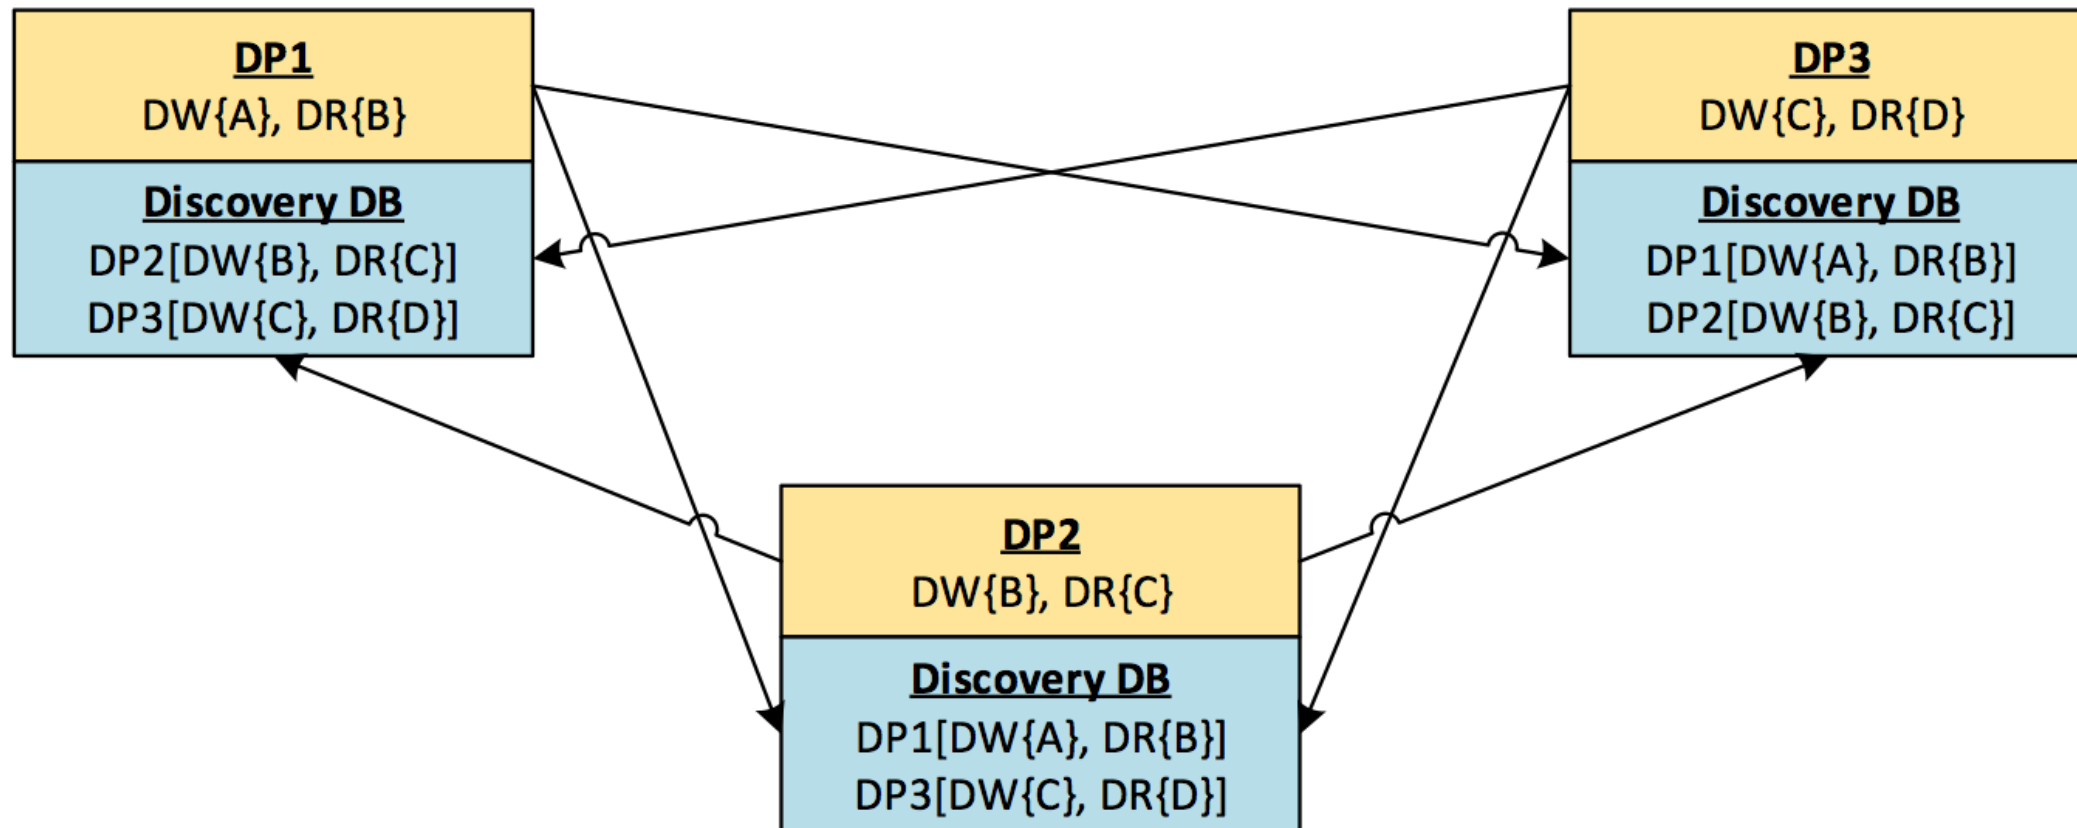 DP1
DW{A}, DR{B}
Discovery DB
DP2[DW{B}, DR{C}]
DP3[DW{C}, DR{D}]
DP3
DW{C}, DR{D}
Discovery DB
DP1[DW{A}, DR{B}]
DP2[DW{B}, DR{C}]
DP2
DW{B}, DR{C}
Discovery DB
DP1[DW{A}, DR{B}]
DP3[DW{C}, DR{D}]